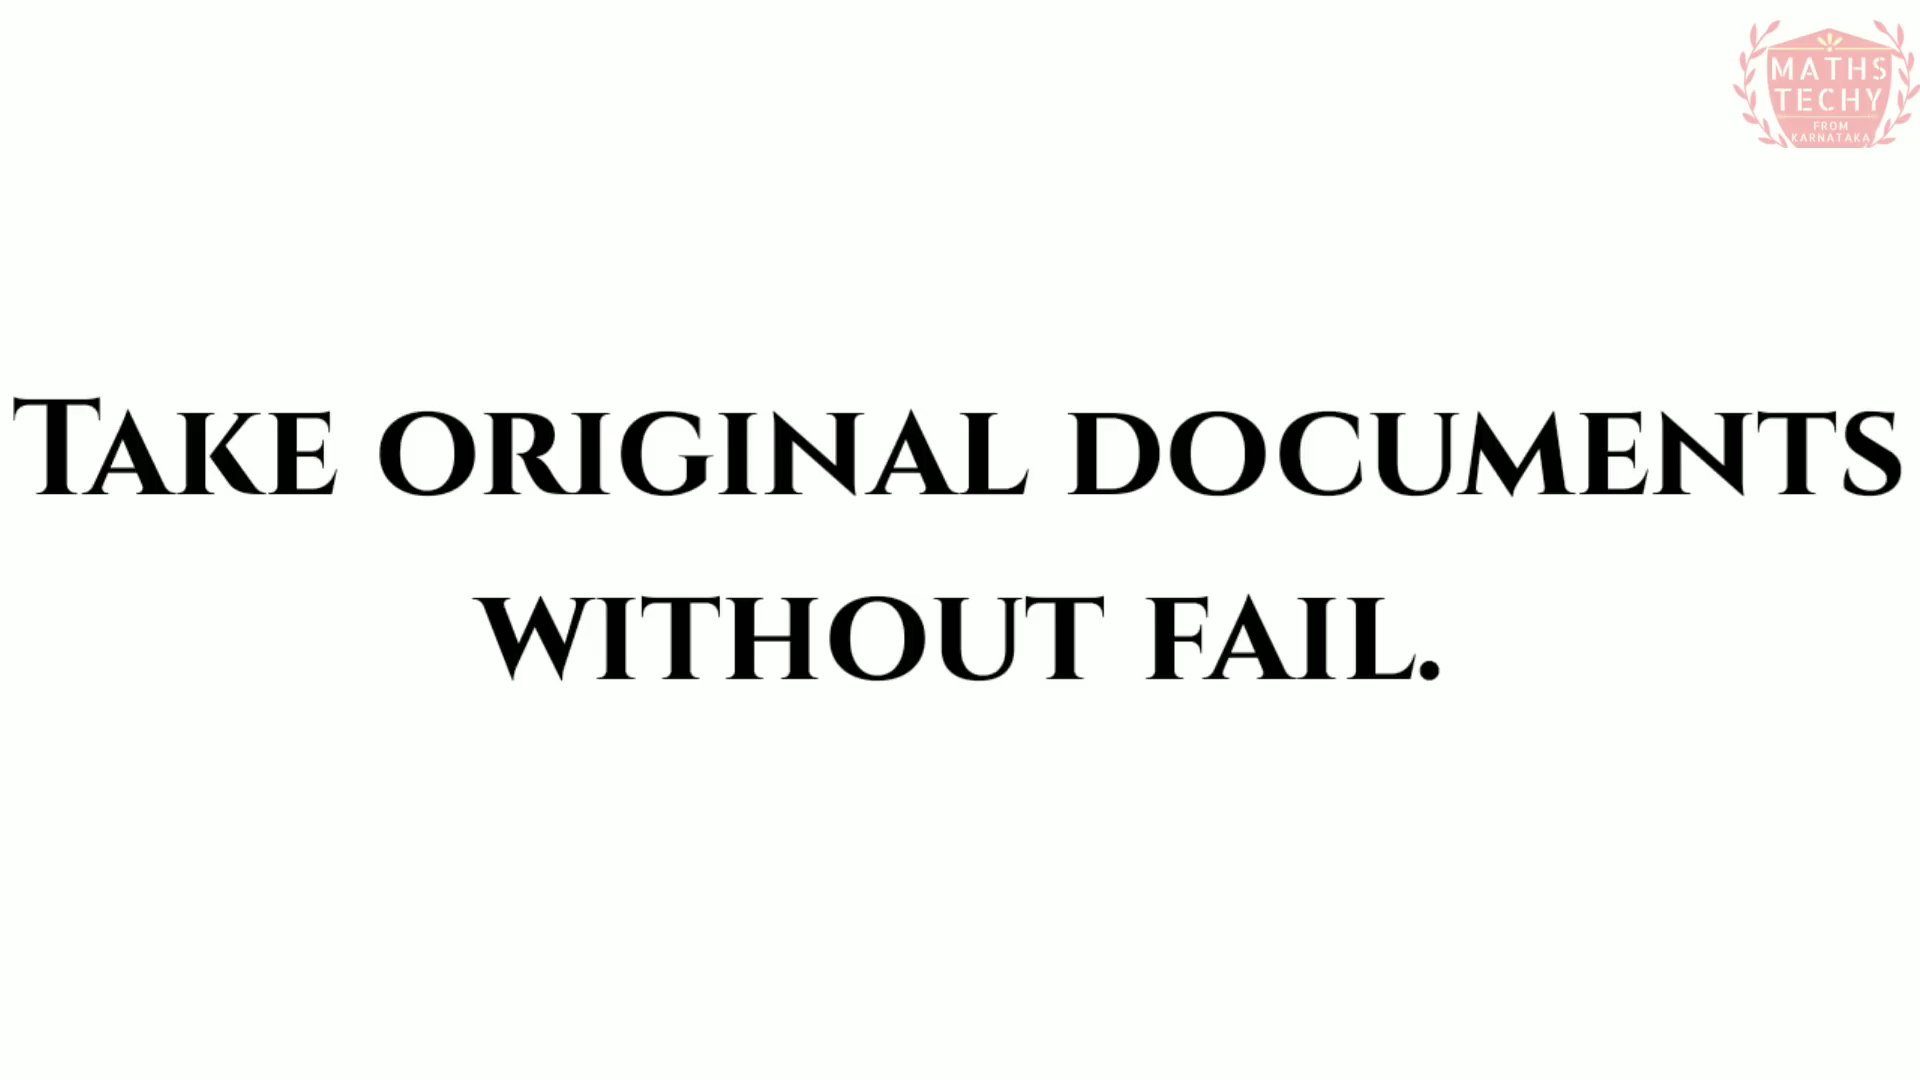 MATHS
TECHY
FROM
KARNATAKA
Take original documents
without fail.